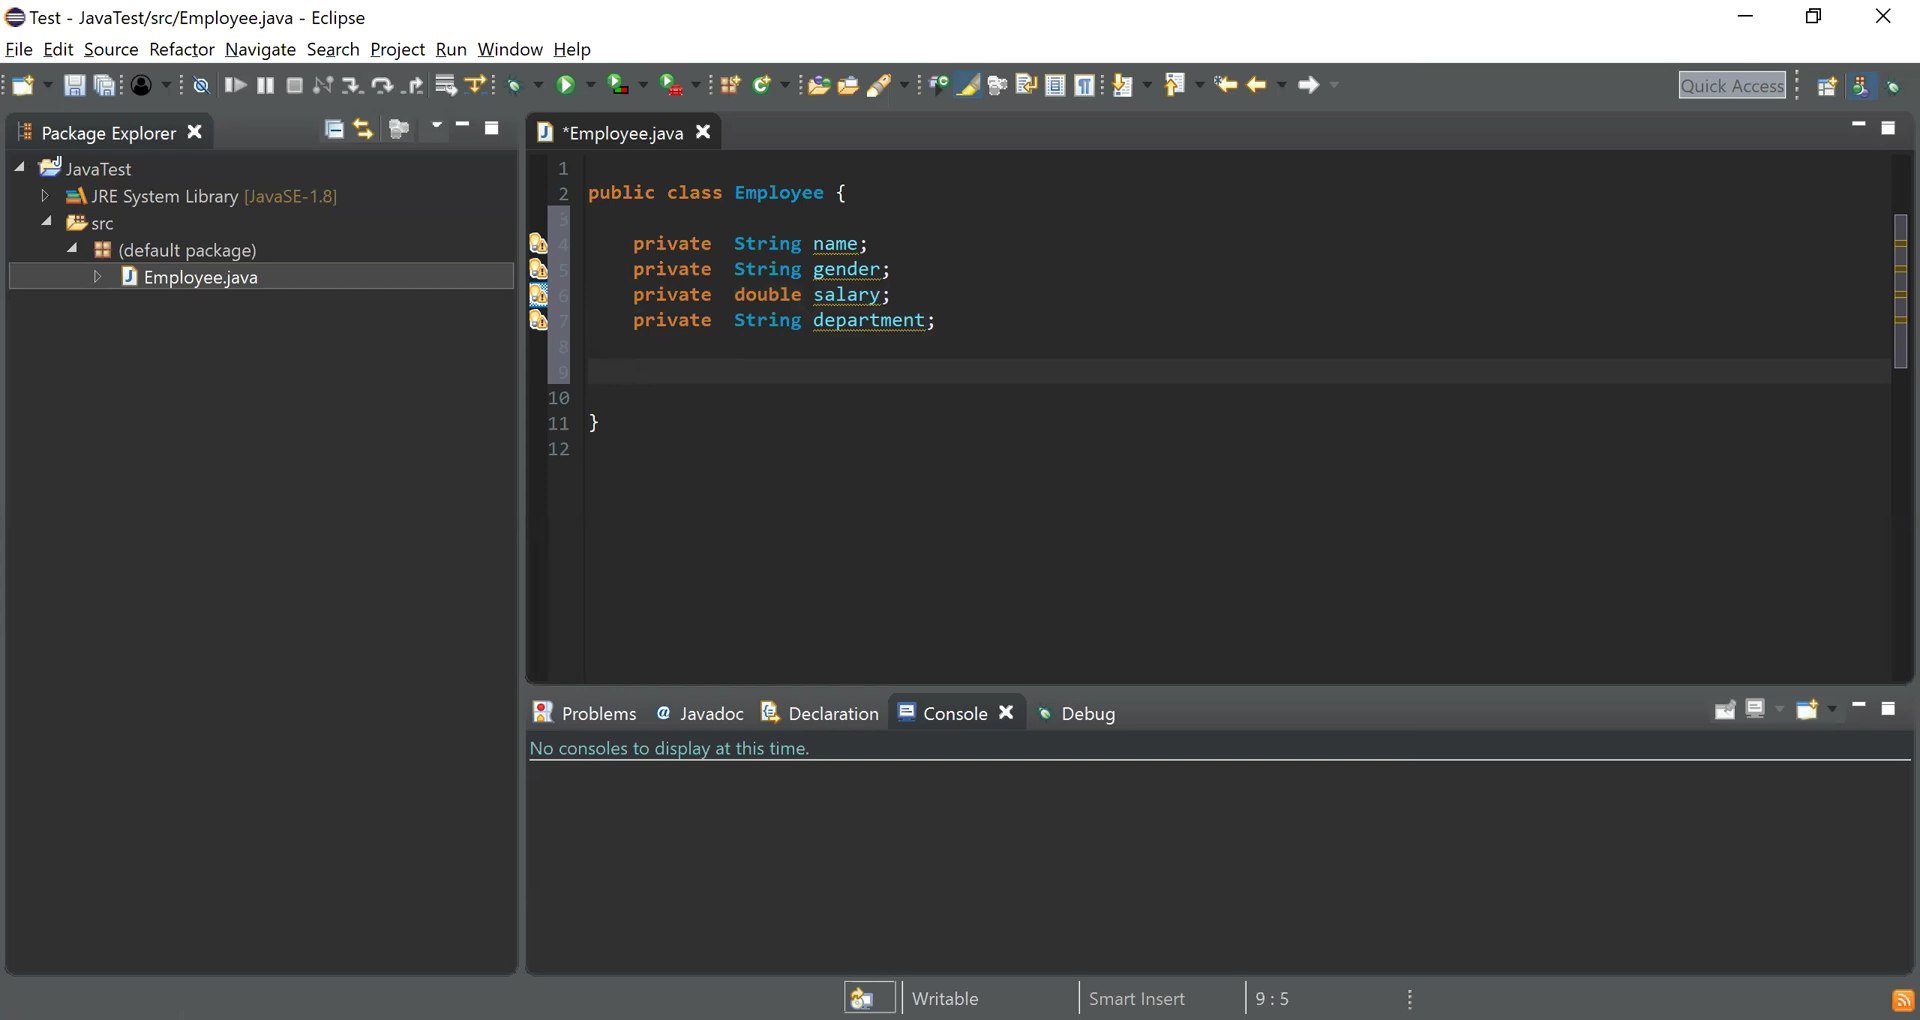 Test - JavaTest/src/Employee.java - Eclipse
File Edit Source Refactor Navigate Search Project Run Window Help
Quick Access
Package Explorer
*Employee.java
JavaTest
JRE System Library [JavaSE-1.8]
src
(default package)
Employee.java
1
2 public class Employee {
3
4 private String name;
5 private String gender;
6 private double salary;
7 private String department;
8
9
10
11 }
12
Problems @ Javadoc Declaration Console Debug
No consoles to display at this time.
Writable Smart Insert 9 : 5